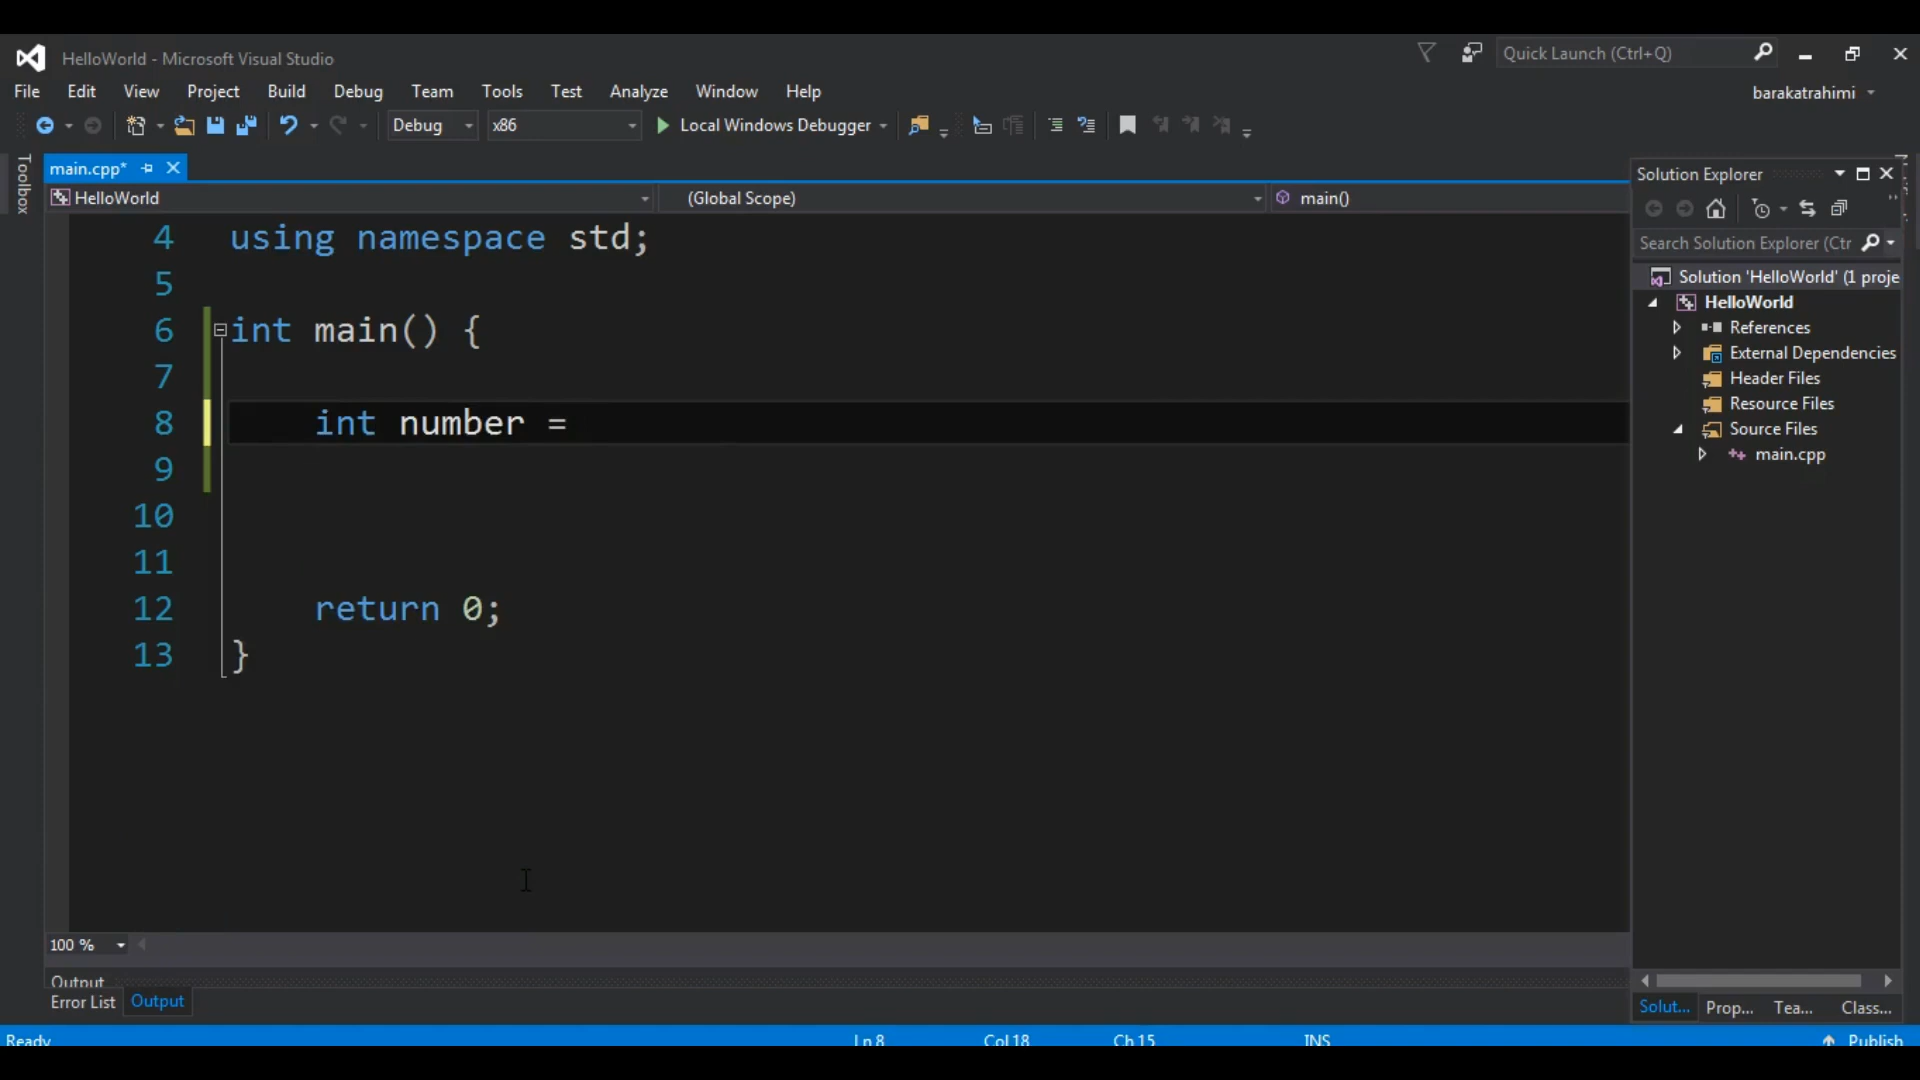 HelloWorld - Microsoft Visual Studio
Quick Launch (Ctrl+Q)
File Edit View Project Build Debug Team Tools Test Analyze Window Help
barakatrahimi
Debug x86 Local Windows Debugger
Toolbox
main.cpp*
HelloWorld (Global Scope) main()
4 using namespace std;
5
6 int main() {
7
8 int number =
9
10
11
12 return 0;
13 }
100 %
Output
Error List Output
Solution Explorer
Search Solution Explorer (Ctr
Solution 'HelloWorld' (1 proje
HelloWorld
References
External Dependencies
Header Files
Resource Files
Source Files
main.cpp
Solut... Prop... Tea... Class...
Ready Ln 8 Col 18 Ch 15 INS Publish